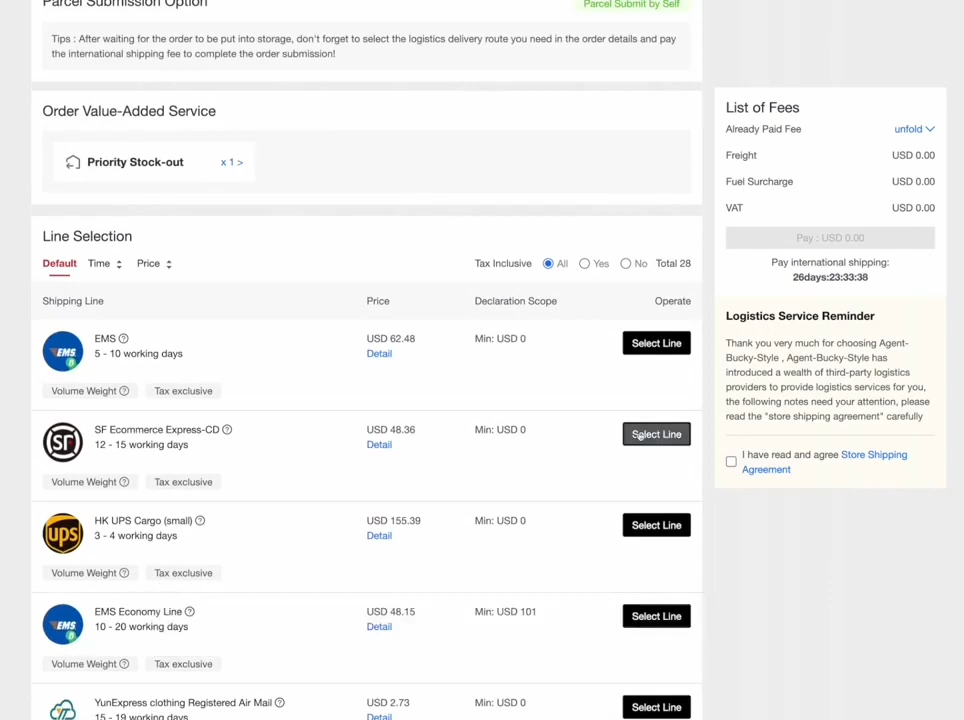 Parcel Submission Option
Parcel Submit by Self
Tips : After waiting for the order to be put into storage, don't forget to select the logistics delivery route you need in the order details and pay
the international shipping fee to complete the order submission!
Order Value-Added Service
Priority Stock-out x 1 >
Line Selection
Default Time Price Tax Inclusive All Yes No Total 28
Shipping Line Price Declaration Scope Operate
EMS
EMS USD 62.48 Min: USD 0 Select Line
5 - 10 working days Detail
Volume Weight Tax exclusive
SF
SF Ecommerce Express-CD USD 48.36 Min: USD 0 Select Line
12 - 15 working days Detail
Volume Weight Tax exclusive
ups
HK UPS Cargo (small) USD 155.39 Min: USD 0 Select Line
3 - 4 working days Detail
Volume Weight Tax exclusive
EMS
EMS Economy Line USD 48.15 Min: USD 101 Select Line
10 - 20 working days Detail
Volume Weight Tax exclusive
YunExpress clothing Registered Air Mail USD 2.73 Min: USD 0 Select Line
15 - 19 working days Detail
List of Fees
Already Paid Fee unfold
Freight USD 0.00
Fuel Surcharge USD 0.00
VAT USD 0.00
Pay : USD 0.00
Pay international shipping:
26days:23:33:38
Logistics Service Reminder
Thank you very much for choosing Agent-
Bucky-Style , Agent-Bucky-Style has
introduced a wealth of third-party logistics
providers to provide logistics services for you,
the following notes need your attention, please
read the "store shipping agreement" carefully
I have read and agree Store Shipping
Agreement